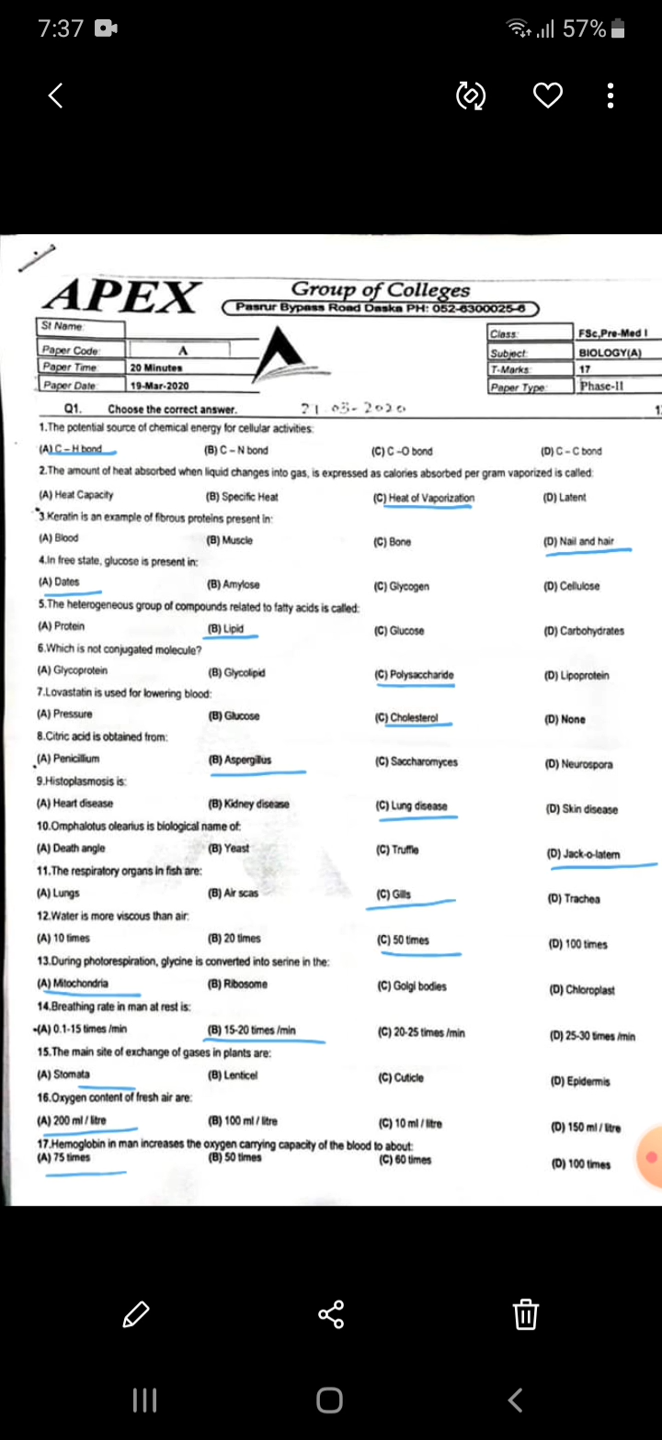 7:37 57%
APEX Group of Colleges
Pasrur Bypass Road Daska PH: 052-6300025-6
St Name:
Paper Code: A
Paper Time: 20 Minutes
Paper Date: 19-Mar-2020
Class: FSc,Pre-Med I
Subject: BIOLOGY(A)
T-Marks: 17
Paper Type: Phase-II
Q1. Choose the correct answer. 21-03-2020
1.The potential source of chemical energy for cellular activities:
(A) C – H bond (B) C – N bond (C) C –O bond (D) C – C bond
2.The amount of heat absorbed when liquid changes into gas, is expressed as calories absorbed per gram vaporized is called:
(A) Heat Capacity (B) Specific Heat (C) Heat of Vaporization (D) Latent
3.Keratin is an example of fibrous proteins present in:
(A) Blood (B) Muscle (C) Bone (D) Nail and hair
4.In free state, glucose is present in:
(A) Dates (B) Amylose (C) Glycogen (D) Cellulose
5.The heterogeneous group of compounds related to fatty acids is called:
(A) Protein (B) Lipid (C) Glucose (D) Carbohydrates
6.Which is not conjugated molecule?
(A) Glycoprotein (B) Glycolipid (C) Polysaccharide (D) Lipoprotein
7.Lovastatin is used for lowering blood:
(A) Pressure (B) Glucose (C) Cholesterol (D) None
8.Citric acid is obtained from:
(A) Penicillium (B) Aspergillus (C) Saccharomyces (D) Neurospora
9.Histoplasmosis is:
(A) Heart disease (B) Kidney disease (C) Lung disease (D) Skin disease
10.Omphalotus olearius is biological name of:
(A) Death angle (B) Yeast (C) Truffle (D) Jack-o-latern
11.The respiratory organs in fish are:
(A) Lungs (B) Air scas (C) Gills (D) Trachea
12.Water is more viscous than air:
(A) 10 times (B) 20 times (C) 50 times (D) 100 times
13.During photorespiration, glycine is converted into serine in the:
(A) Mitochondria (B) Ribosome (C) Golgi bodies (D) Chloroplast
14.Breathing rate in man at rest is:
(A) 0.1-15 times /min (B) 15-20 times /min (C) 20-25 times /min (D) 25-30 times /min
15.The main site of exchange of gases in plants are:
(A) Stomata (B) Lenticel (C) Cuticle (D) Epidermis
16.Oxygen content of fresh air are:
(A) 200 ml / litre (B) 100 ml / litre (C) 10 ml / litre (D) 150 ml / litre
17.Hemoglobin in man increases the oxygen carrying capacity of the blood to about:
(A) 75 times (B) 50 times (C) 60 times (D) 100 times